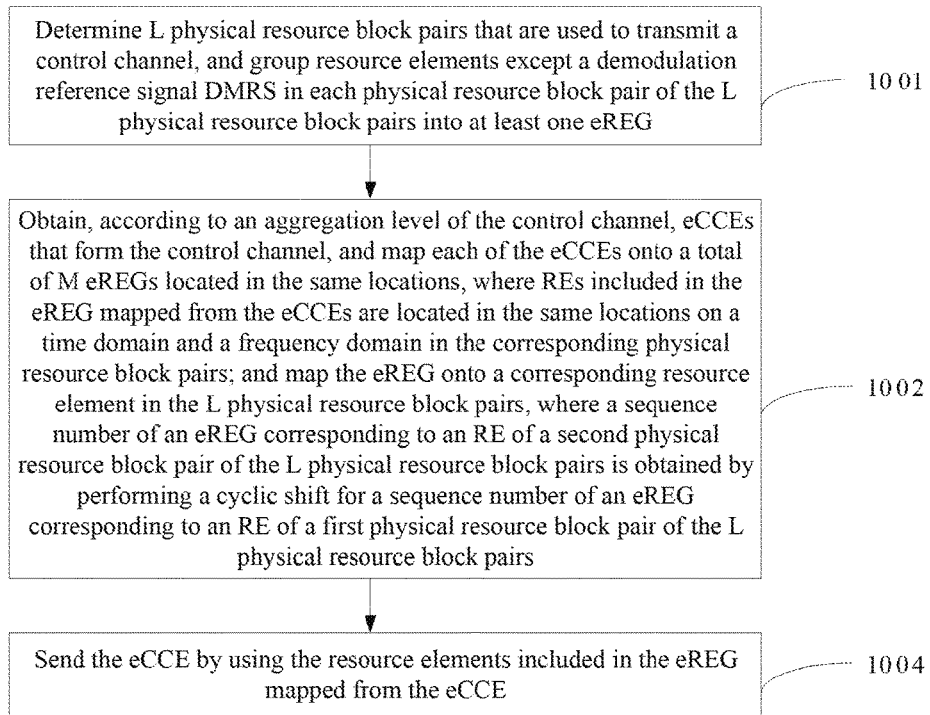 Determine L physical resource block pairs that are used to transmit a
control channel, and group resource elements except a demodulation
reference signal DMRS in each physical resource block pair of the L
physical resource block pairs into at least one eREG
1001
Obtain, according to an aggregation level of the control channel, eCCEs
that form the control channel, and map each of the eCCEs onto a total
of M eREGs located in the same locations, where REs included in the
eREG mapped from the eCCEs are located in the same locations on a
time domain and a frequency domain in the corresponding physical
resource block pairs; and map the eREG onto a corresponding resource
element in the L physical resource block pairs, where a sequence
number of an eREG corresponding to an RE of a second physical
resource block pair of the L physical resource block pairs is obtained by
performing a cyclic shift for a sequence number of an eREG
corresponding to an RE of a first physical resource block pair of the L
physical resource block pairs
1002
Send the eCCE by using the resource elements included in the eREG
mapped from the eCCE
1004